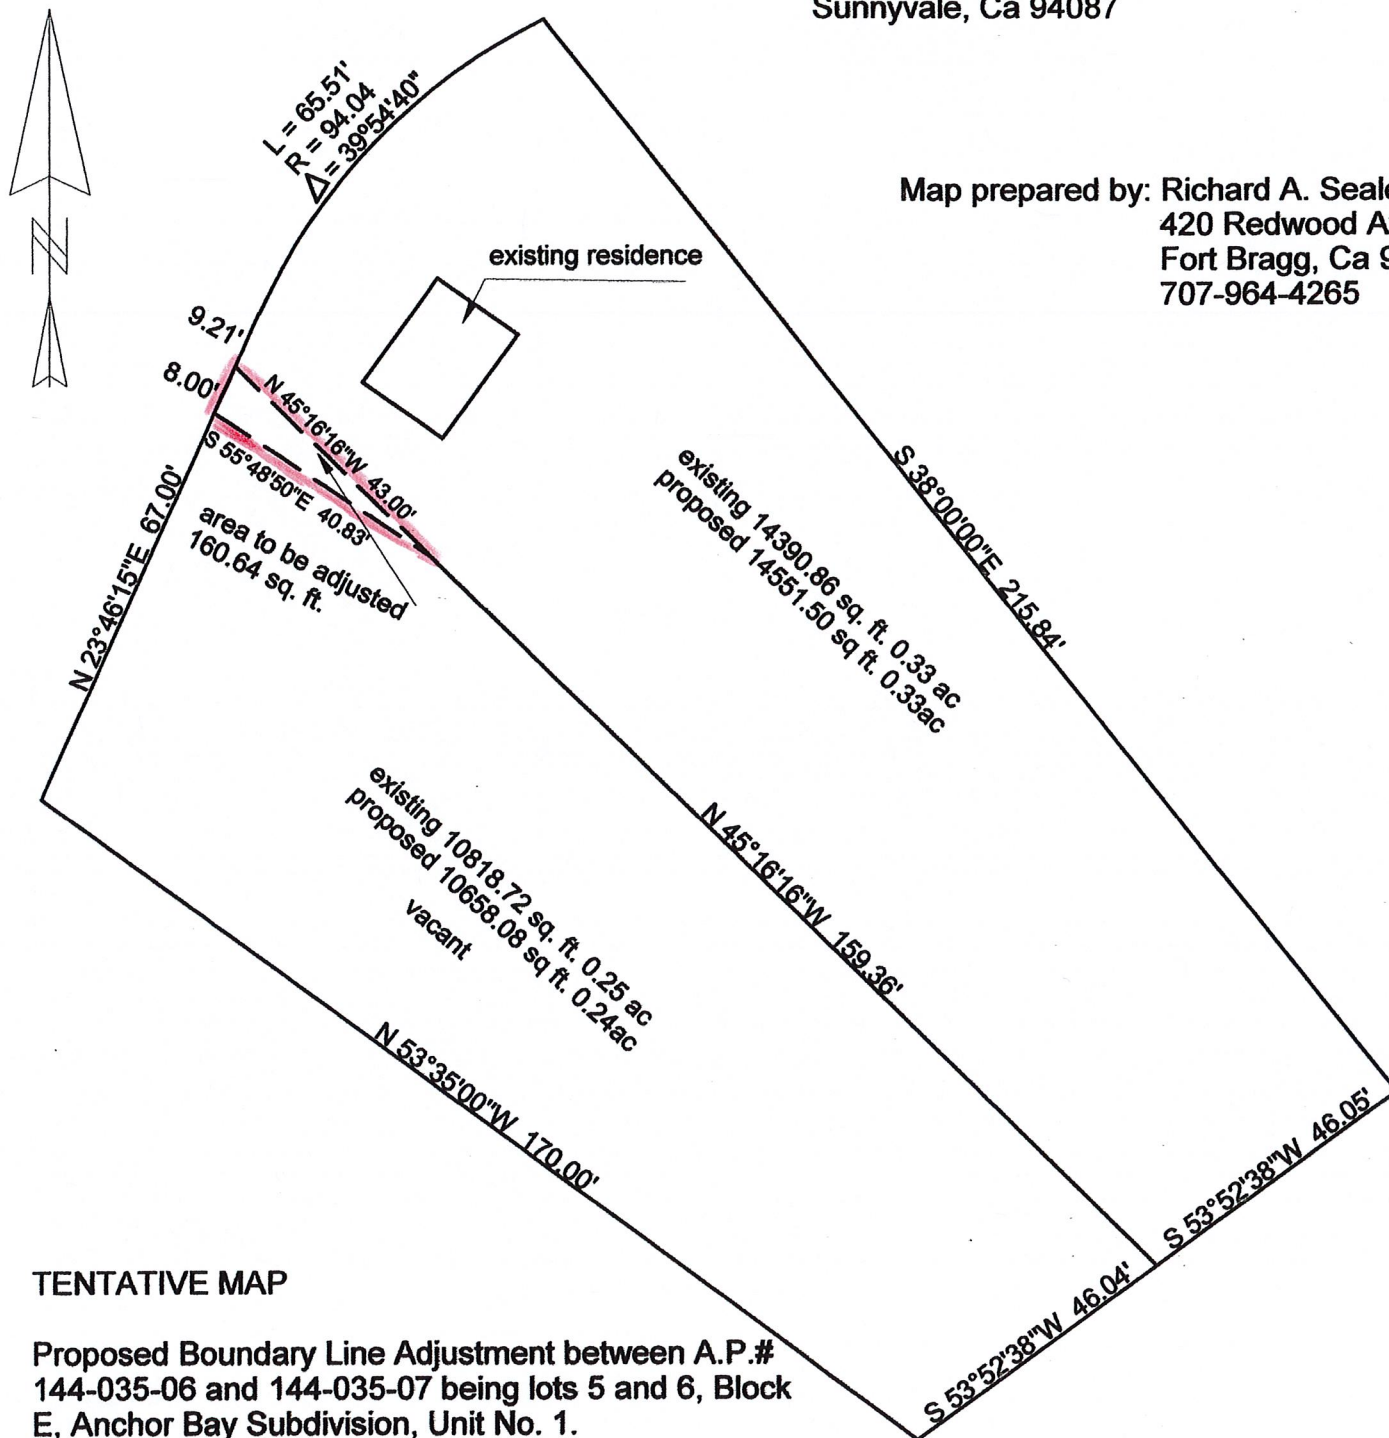 Sunnyvale, Ca 94087
L = 65.51'
R = 94.04
Δ = 39°54'40"
N
Map prepared by: Richard A.
420 Redwood
Fort Bragg, Ca
707-964-4265
existing residence
9.21'
8.00'
N 45°16'16"W 43.00'
S 55°48'50"E 40.83'
area to be adjusted
160.64 sq. ft.
N 23°46'15"E 67.00'
existing 14390.86 sq. ft. 0.33 ac
proposed 14551.50 sq ft. 0.33ac
S 38°00'00"E 215.84'
existing 10818.72 sq. ft. 0.25 ac
proposed 10658.08 sq ft. 0.24ac
vacant
N 45°16'16"W 159.36'
N 53°35'00"W 170.00'
S 53°52'38"W 46.05'
S 53°52'38"W 46.04'
TENTATIVE MAP
Proposed Boundary Line Adjustment between A.P.#
144-035-06 and 144-035-07 being lots 5 and 6, Block
E, Anchor Bay Subdivision, Unit No. 1.